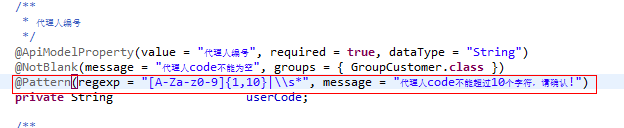 /**
* 代理人编号
*/
@ApiModelProperty(value = "代理人编号", required = true, dataType = "String")
@NotBlank(message = "代理人code不能为空", groups = { GroupCustomer.class })
@Pattern(regexp = "[A-Za-z0-9]{1,10}|\\s*", message = "代理人code不能超过10个字符，请确认!")
private String userCode;
/**